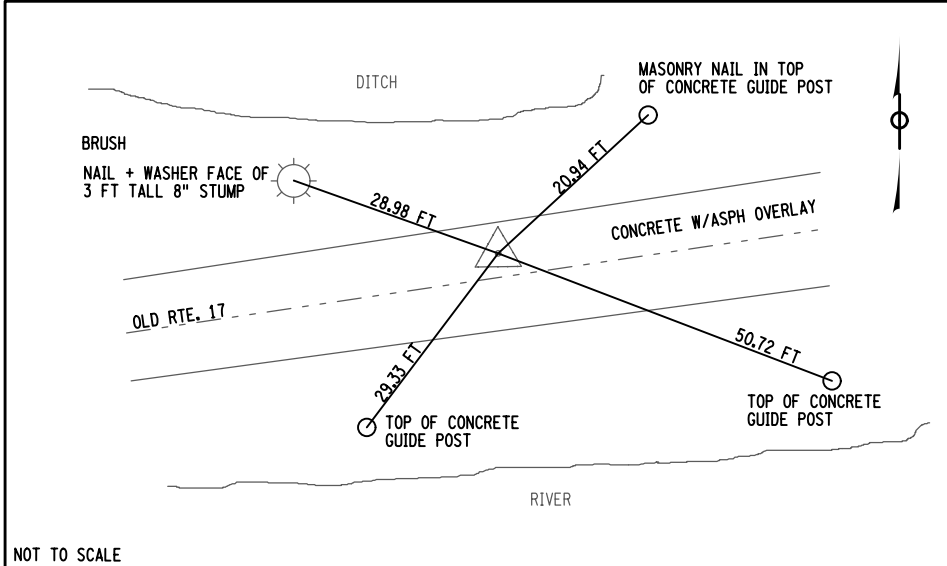 DITCH
MASONRY NAIL IN TOP
OF CONCRETE GUIDE POST
BRUSH
NAIL + WASHER FACE OF
3 FT TALL 8" STUMP
20.94 FT
28.98 FT
CONCRETE W/ASPH OVERLAY
OLD RTE. 17
50.72 FT
29.33 FT
TOP OF CONCRETE
GUIDE POST
TOP OF CONCRETE
GUIDE POST
RIVER
NOT TO SCALE